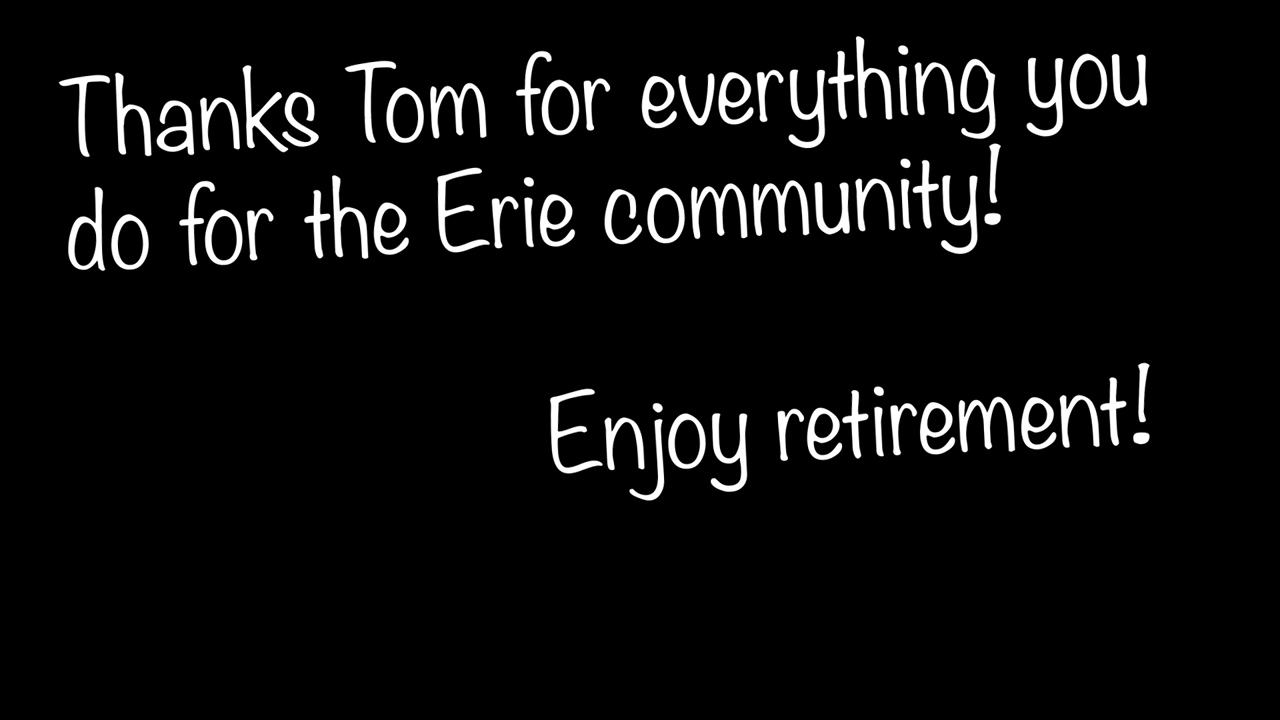 Thanks Tom for everything you
do for the Erie community!
Enjoy retirement!